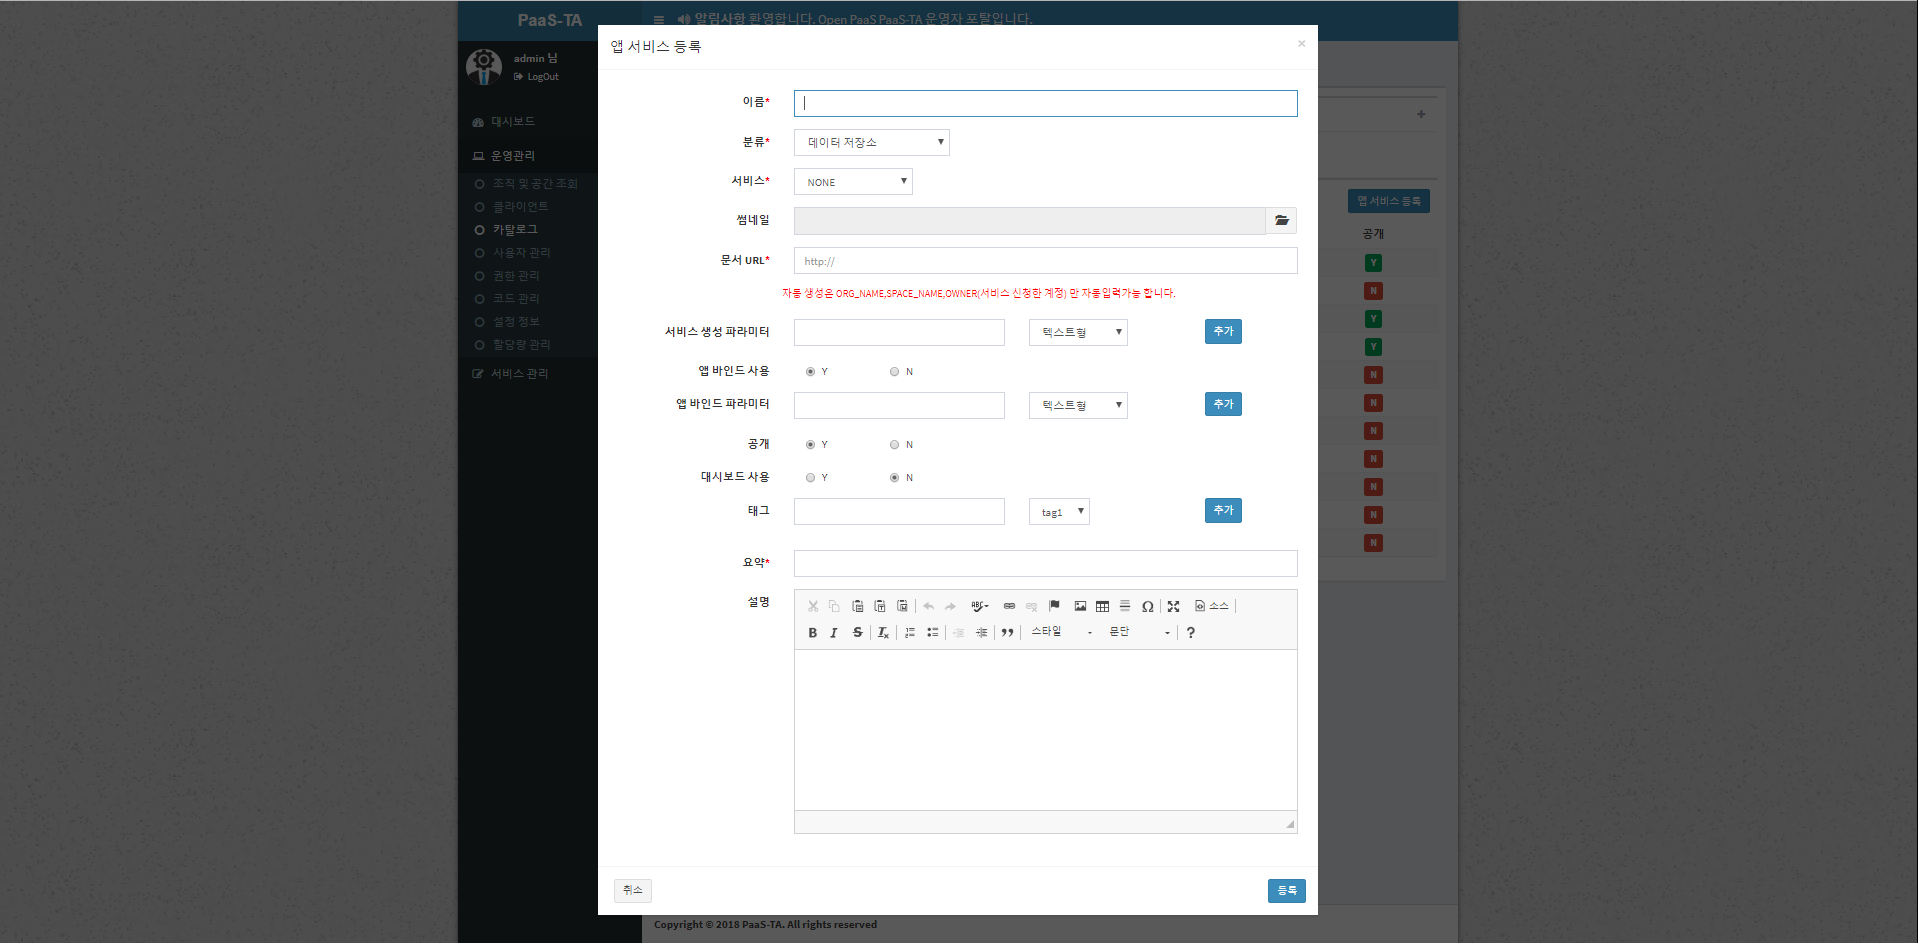 PaaS-TA
알림사항 환영합니다. Open PaaS PaaS-TA 운영자 포탈입니다.
admin 님
LogOut
대시보드
운영관리
조직 및 공간 조회
클라이언트
카탈로그
사용자 관리
권한 관리
코드 관리
설정 정보
할당량 관리
서비스 관리
앱 서비스 등록
×
이름*
분류*
데이터 저장소
서비스*
NONE
썸네일
문서 URL*
http://
자동 생성은 ORG_NAME,SPACE_NAME,OWNER(서비스 신청한 계정) 만 자동입력가능 합니다.
서비스 생성 파라미터
텍스트형
추가
앱 바인드 사용
Y N
앱 바인드 파라미터
텍스트형
추가
공개
Y N
대시보드 사용
Y N
태그
tag1
추가
요약*
설명
ABC
Ω
소스
B I S Tx
스타일
문단
?
취소
등록
앱 서비스 등록
공개
Y
N
Y
Y
N
N
N
N
N
N
N
Copyright © 2018 PaaS-TA. All rights reserved